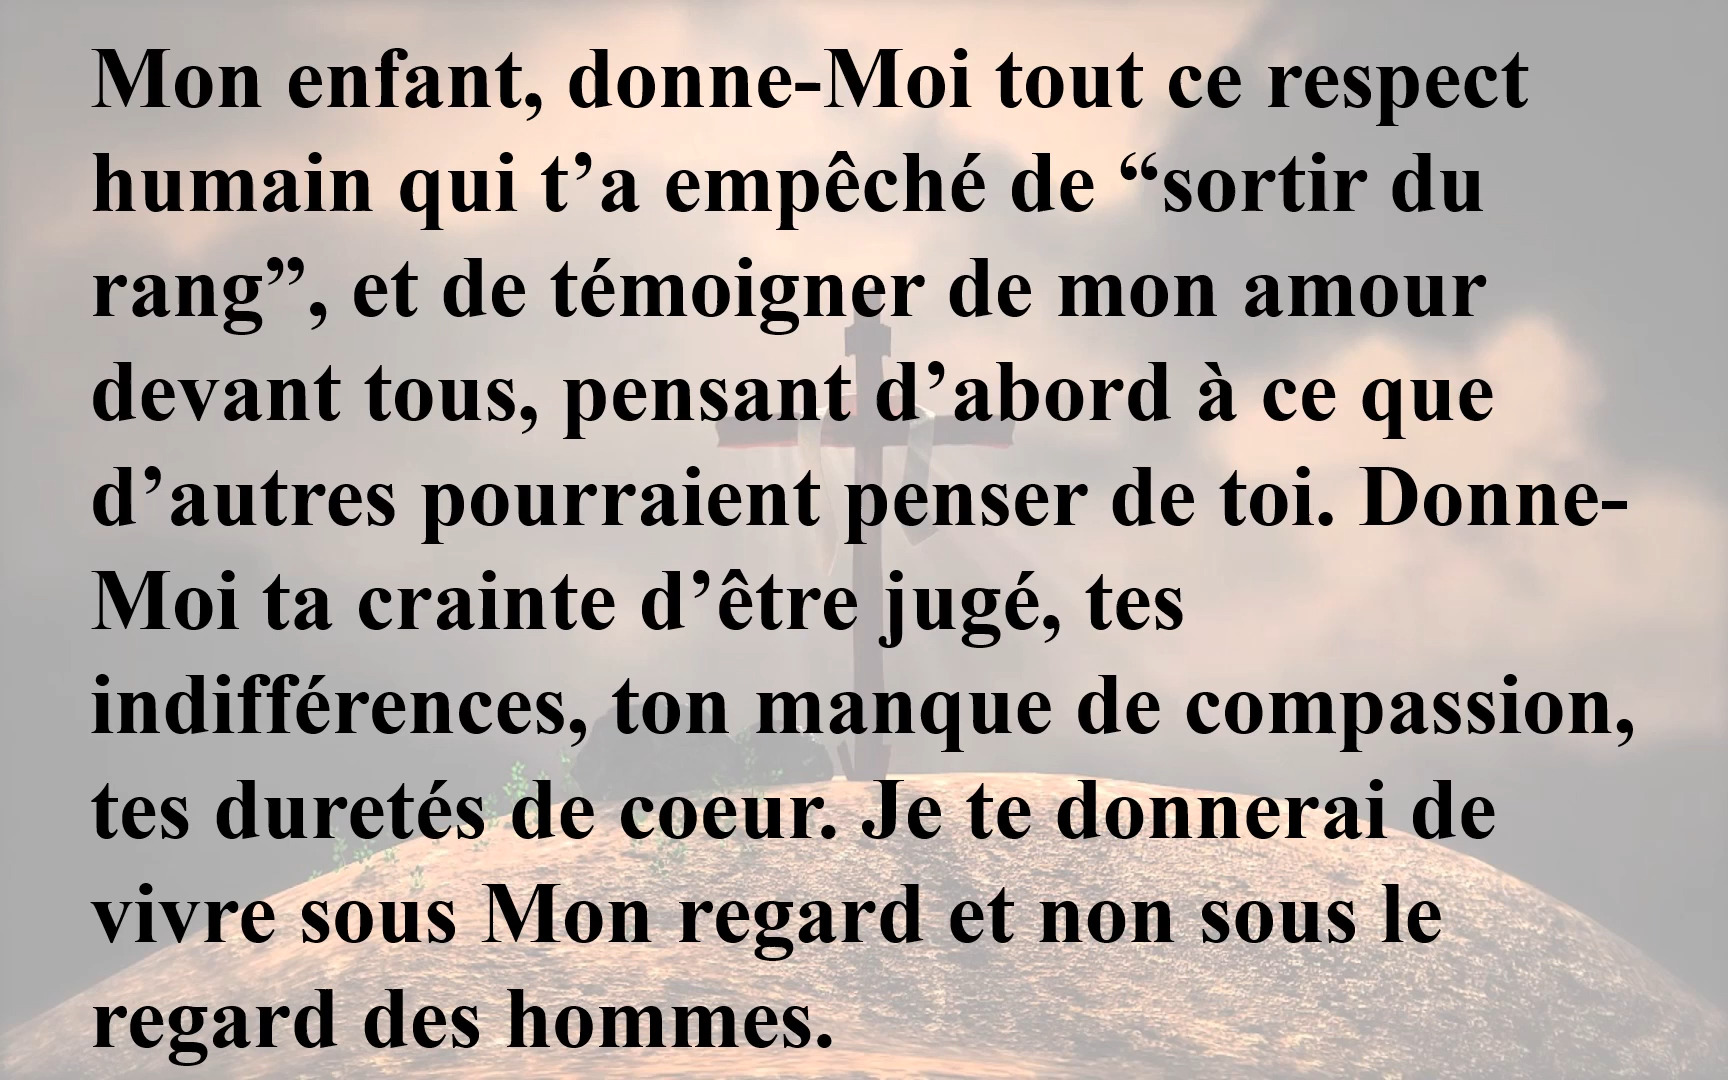 Mon enfant, donne-Moi tout ce respect
humain qui t’a empêché de “sortir du
rang”, et de témoigner de mon amour
devant tous, pensant d’abord à ce que
d’autres pourraient penser de toi. Donne-
Moi ta crainte d’être jugé, tes
indifférences, ton manque de compassion,
tes duretés de coeur. Je te donnerai de
vivre sous Mon regard et non sous le
regard des hommes.